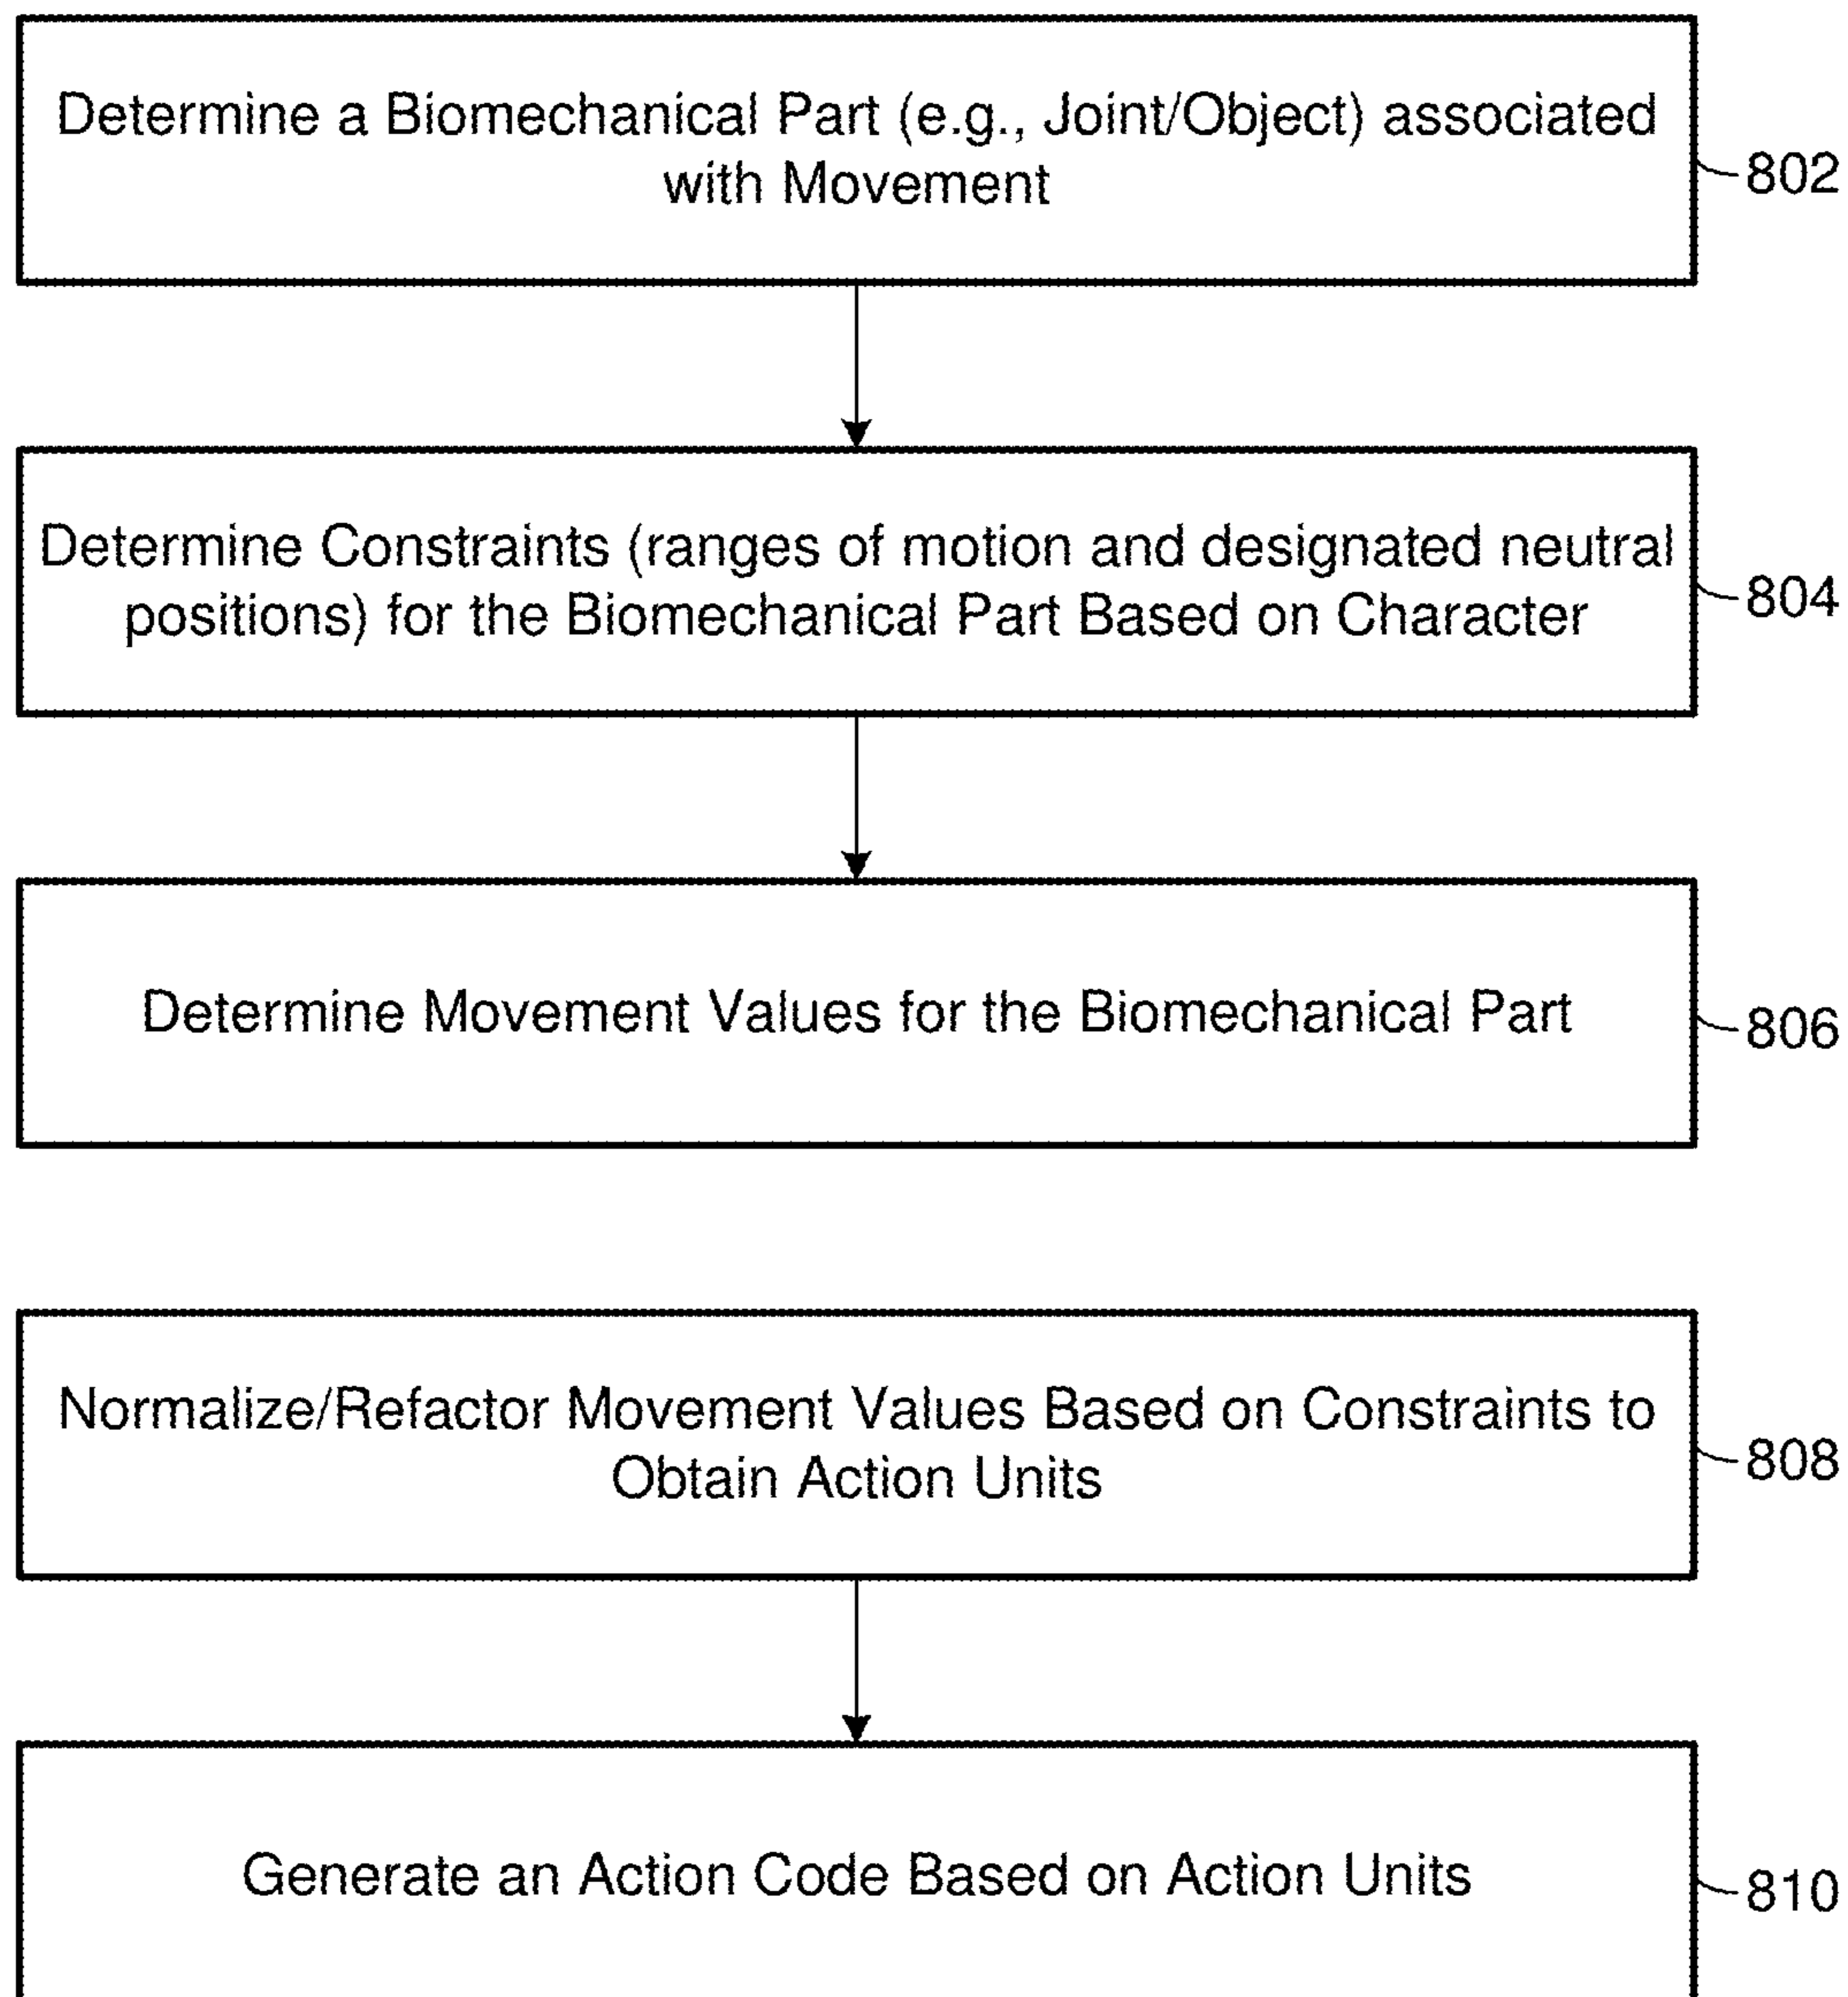 Determine a Biomechanical Part (e.g., Joint/Object) associated
with Movement
802
Determine Constraints (ranges of motion and designated neutral
positions) for the Biomechanical Part Based on Character
804
Determine Movement Values for the Biomechanical Part
806
Normalize/Refactor Movement Values Based on Constraints to
Obtain Action Units
808
Generate an Action Code Based on Action Units
810